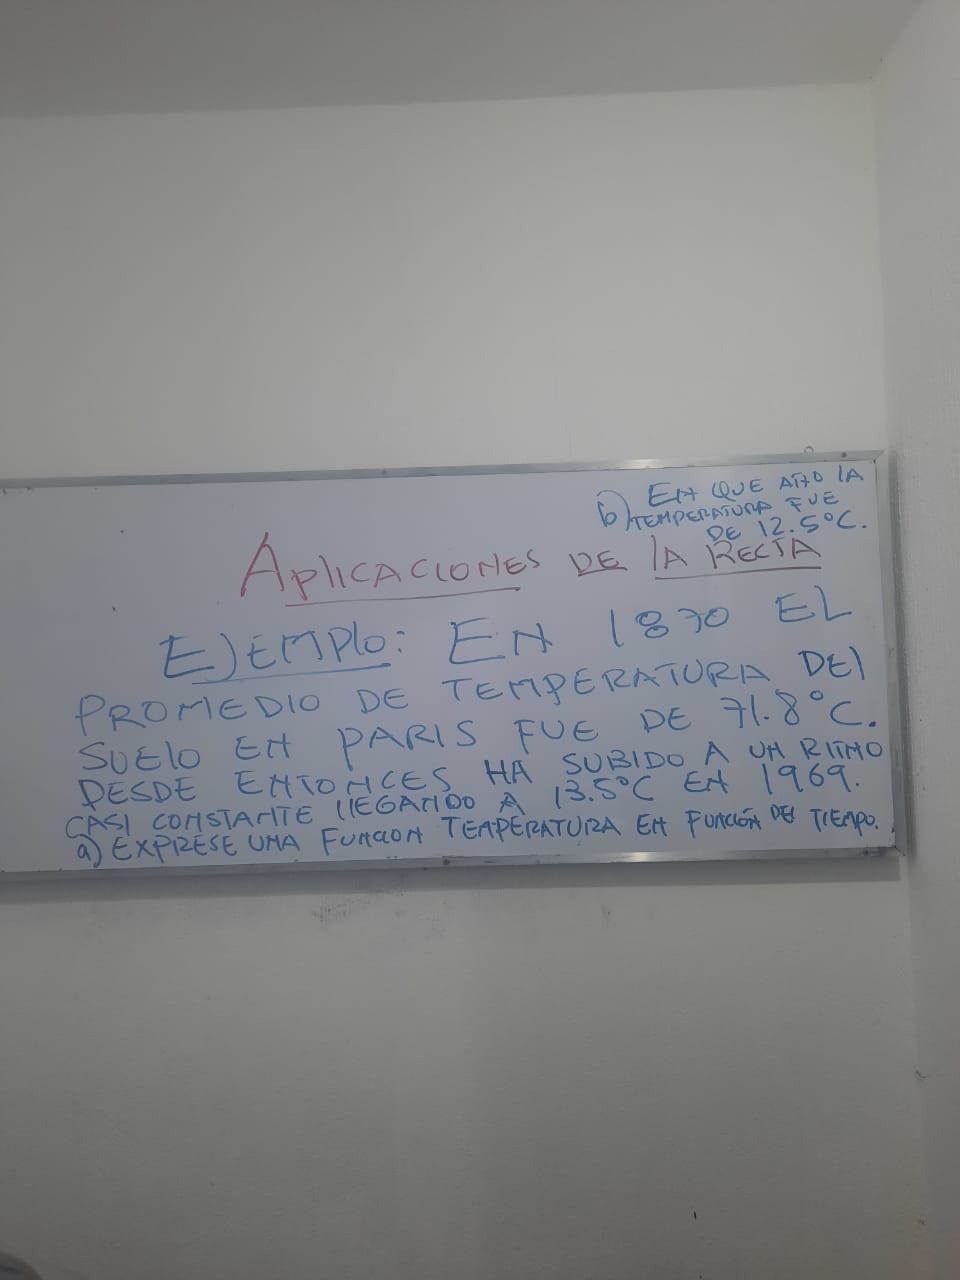 b) EN QUE AÑO LA
TEMPERATURA FUE
DE 12.5°C.
APLICACIONES DE LA RECTA
EJEMPLO: EN 1870 EL
PROMEDIO DE TEMPERATURA DEL
SUELO EN PARIS FUE DE 71.8°C.
DESDE ENTONCES HA SUBIDO A UN RITMO
CASI CONSTANTE LLEGANDO A 13.5°C EN 1969.
a) EXPRESE UNA FUNCION TEMPERATURA EN FUNCIÓN DEL TIEMPO.